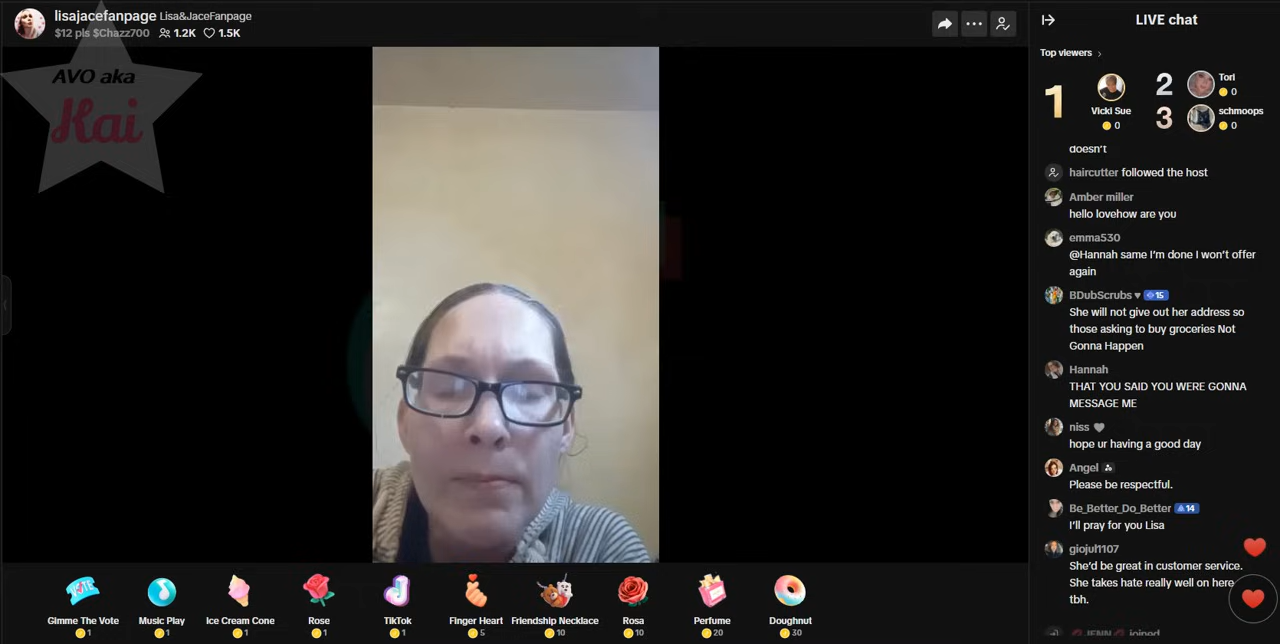 lisajacefanpage Lisa&JaceFanpage
$12 pls $Chazz700 1.2K 1.5K
AVO aka
Kai
LIVE chat
Top viewers
1
Vicki Sue
0
2
Tori
0
3
schmoops
0
doesn't
haircutter followed the host
Amber miller
hello lovehow are you
emma530
@Hannah same I'm done I won't offer
again
BDubScrubs ♥ 15
She will not give out her address so
those asking to buy groceries Not
Gonna Happen
Hannah
THAT YOU SAID YOU WERE GONNA
MESSAGE ME
niss
hope ur having a good day
Angel
Please be respectful.
Be_Better_Do_Better 14
I'll pray for you Lisa
giojul1107
She'd be great in customer service.
She takes hate really well on here
tbh.
JENN joined
VOTE
Gimme The Vote
1
Music Play
1
Ice Cream Cone
1
Rose
1
TikTok
1
Finger Heart
5
Friendship Necklace
10
Rosa
10
Perfume
20
Doughnut
30